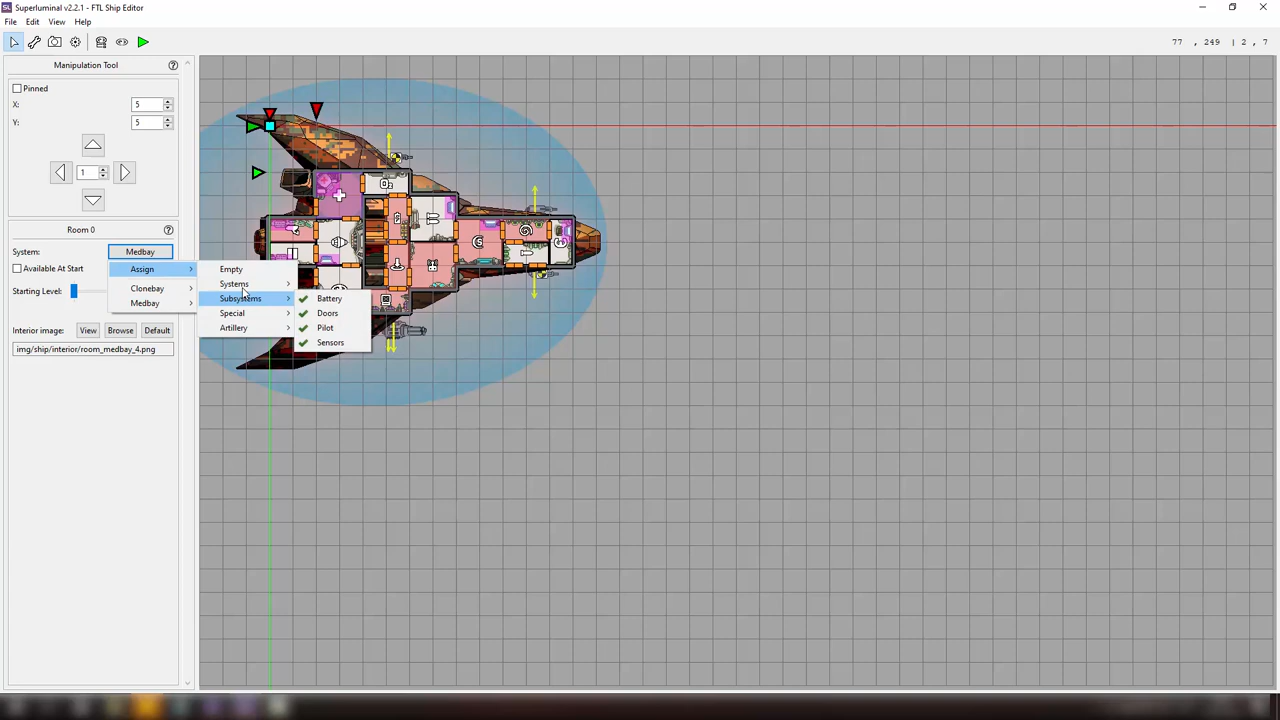 Superluminal v2.2.1 - FTL Ship Editor
File Edit View Help
77 , 249 | 2 , 7
Manipulation Tool
Pinned
X: 5
Y: 5
1
Room 0
System: Medbay
Available At Start
Starting Level:
Assign
Clonebay
Medbay
Empty
Systems
Subsystems
Special
Artillery
Battery
Doors
Pilot
Sensors
Interior image: View Browse Default
img/ship/interior/room_medbay_4.png
O2